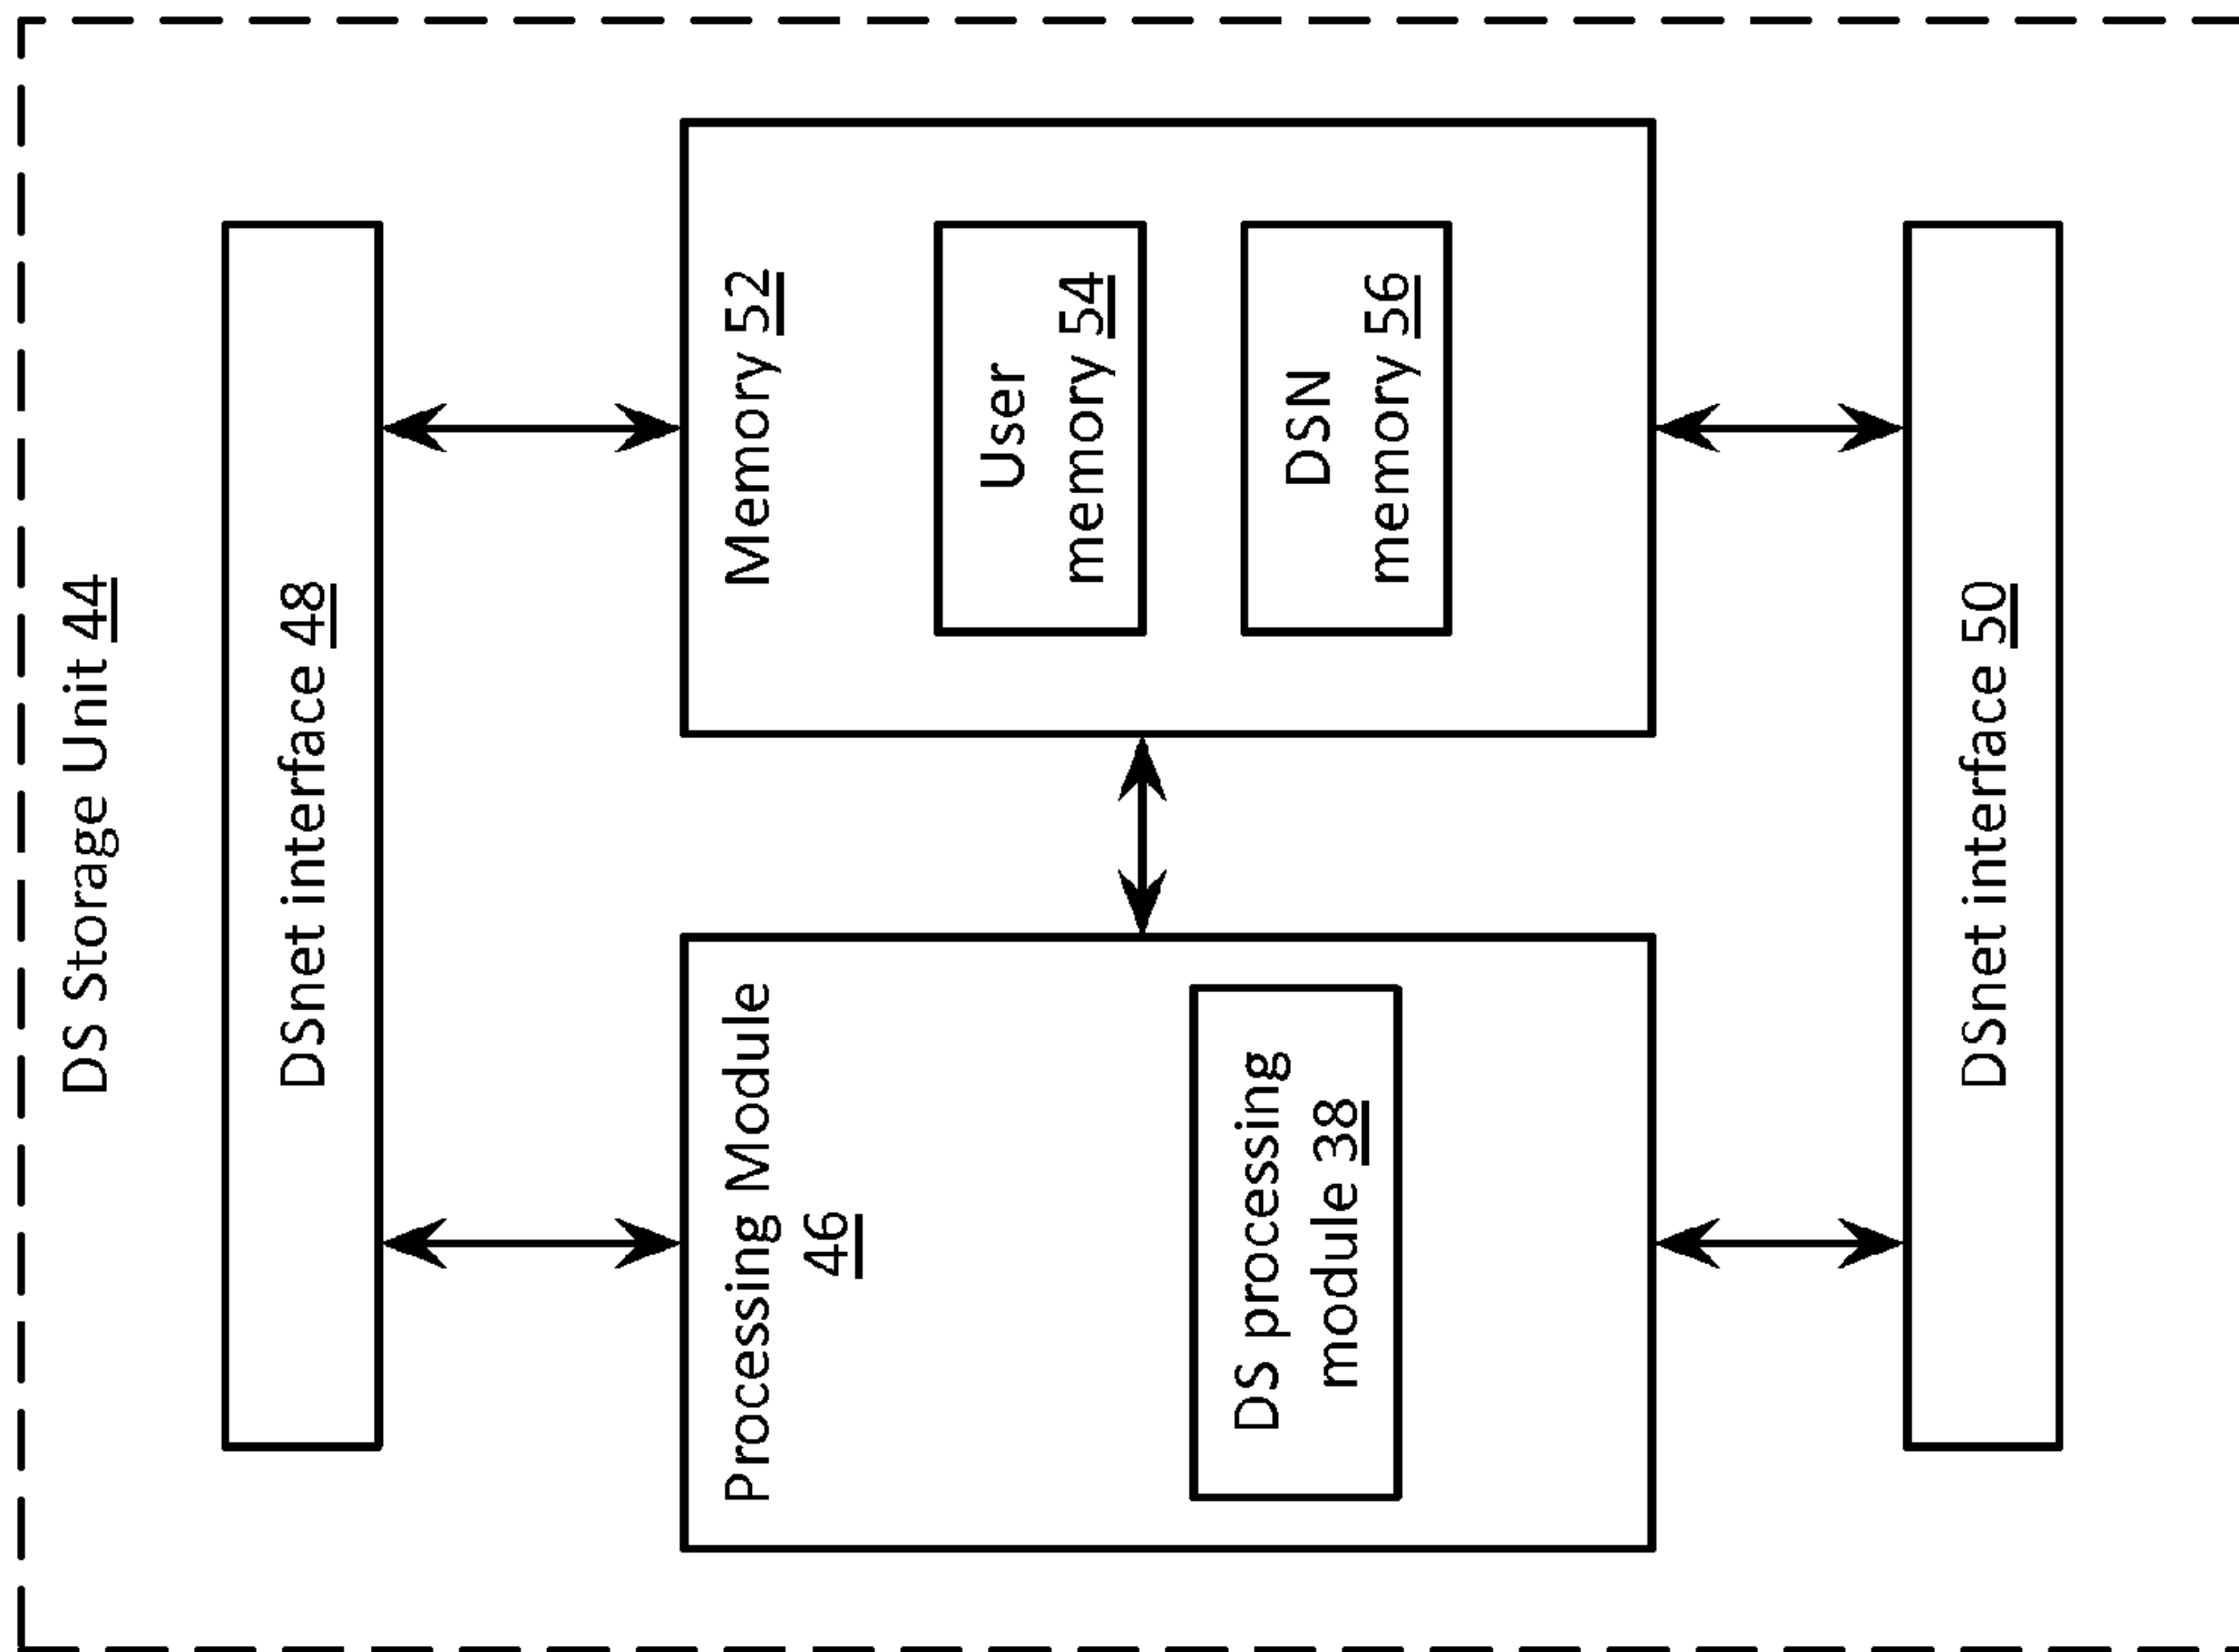 DS Storage Unit 44
DSnet interface 48
Processing Module
46
DS processing
module 38
Memory 52
User
memory 54
DSN
memory 56
DSnet interface 50